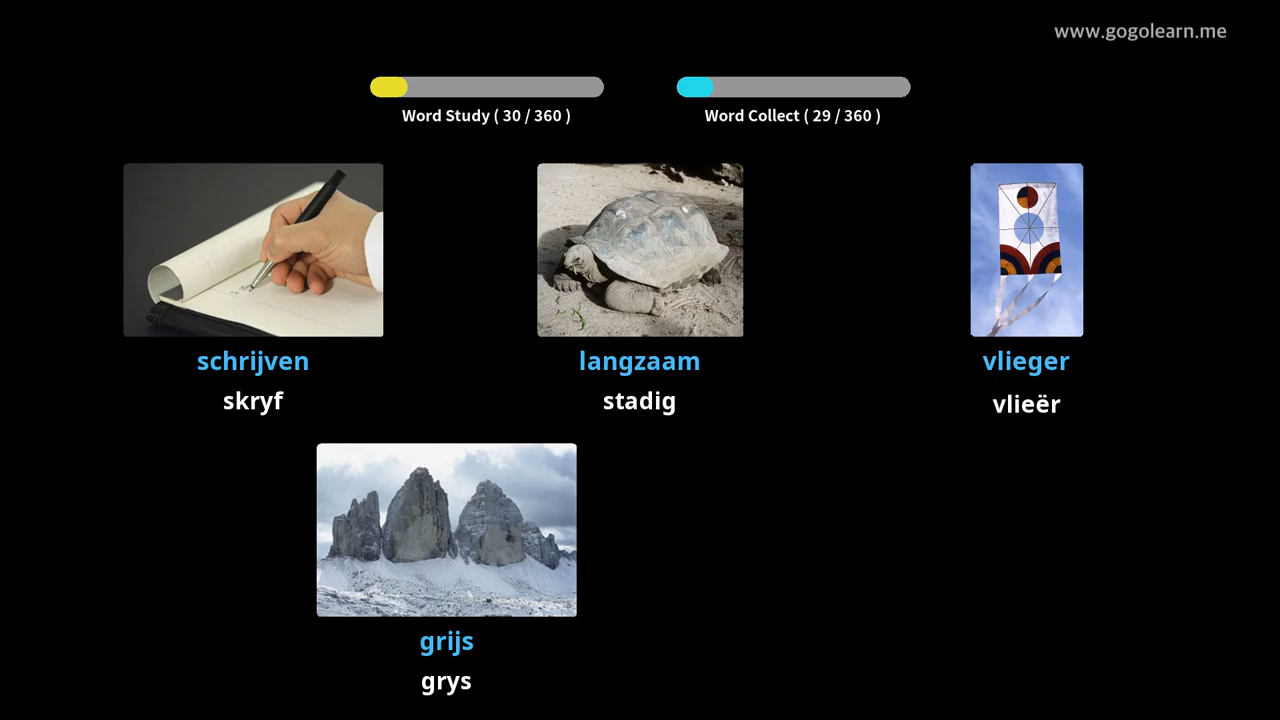 www.gogolearn.me
Word Study ( 30 / 360 )
Word Collect ( 29 / 360 )
schrijven
skryf
langzaam
stadig
vlieger
vlieër
grijs
grys